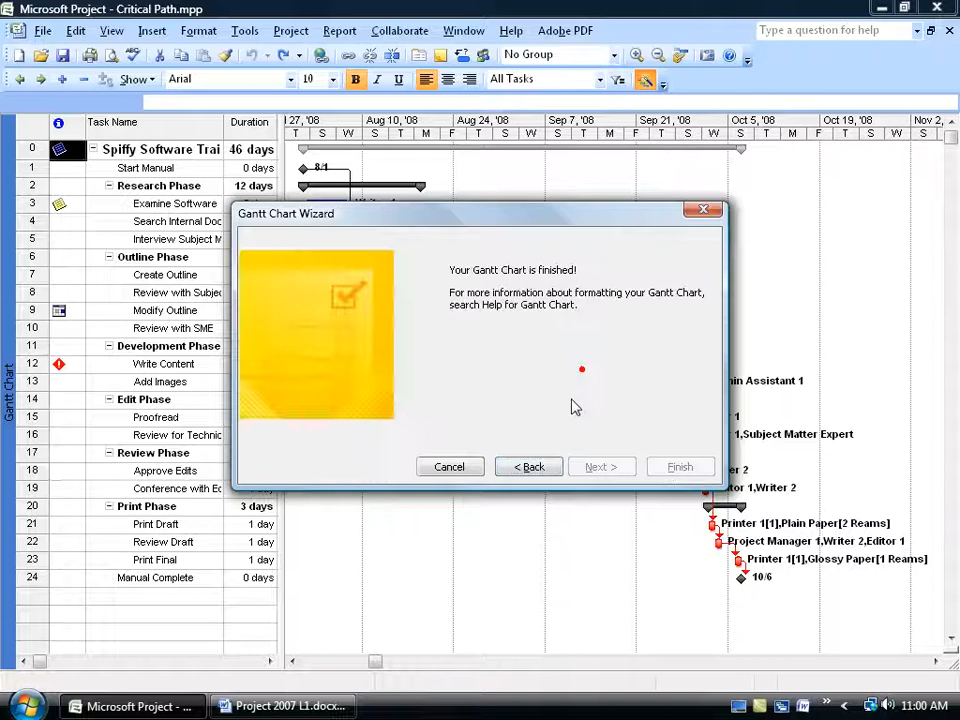 Microsoft Project - Critical Path.mpp
File Edit View Insert Format Tools Project Report Collaborate Window Help Adobe PDF Type a question for help
No Group
Show Arial 10 B I U All Tasks
Task Name Duration 27, '08 Aug 10, '08 Aug 24, '08 Sep 7, '08 Sep 21, '08 Oct 5, '08 Oct 19, '08 Nov 2,
T S W S T M F T S W S T M F T S W S T M F S
0 Spiffy Software Trai 46 days
1 Start Manual 0 days 8/1
2 Research Phase 12 days
3 Examine Software
4 Search Internal Doc
5 Interview Subject M
6 Outline Phase
7 Create Outline
8 Review with Subje
9 Modify Outline
10 Review with SME
11 Development Phase
12 Write Content
13 Add Images min Assistant 1
14 Edit Phase
15 Proofread 1
16 Review for Technic 1,Subject Matter Expert
17 Review Phase
18 Approve Edits er 2
19 Conference with Ec itor 1,Writer 2
20 Print Phase 3 days
21 Print Draft 1 day Printer 1[1],Plain Paper[2 Reams]
22 Review Draft 1 day Project Manager 1,Writer 2,Editor 1
23 Print Final 1 day Printer 1[1],Glossy Paper[1 Reams]
24 Manual Complete 0 days 10/6
Gantt Chart Wizard
Your Gantt Chart is finished!
For more information about formatting your Gantt Chart,
search Help for Gantt Chart.
Cancel < Back Next > Finish
Gantt Chart
Microsoft Project - ... Project 2007 L1.docx... 11:00 AM